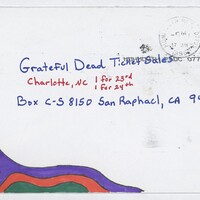 Grateful Dead Ticket Sales
Charlotte, NC 1 for 23rd
1 for 24th
Box C-S 8150 San Raphael, CA 9